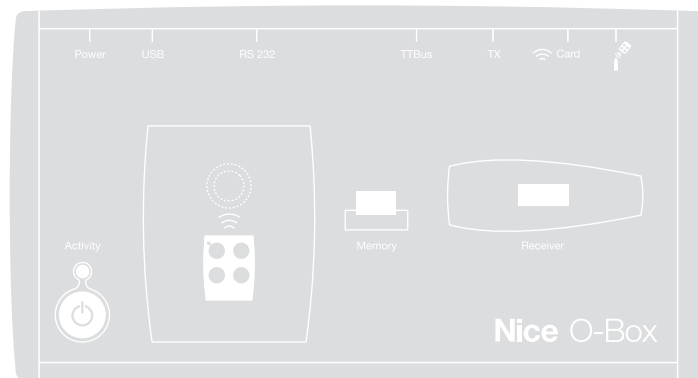 Power USB RS 232 TTBus TX Card
Activity
Memory
Receiver
Nice O-Box